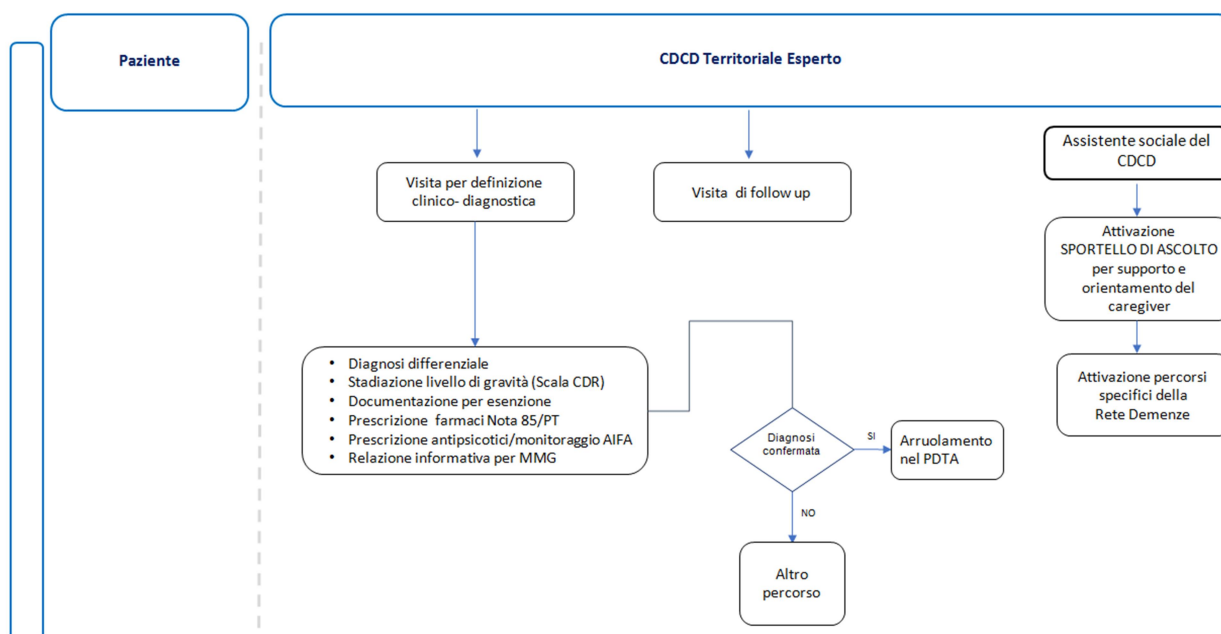 Paziente
CDCD Territoriale Esperto
Visita per definizione
clinico- diagnostica
Visita di follow up
Assistente sociale del
CDCD
Attivazione
SPORTELLO DI ASCOLTO
per supporto e
orientamento del
caregiver
• Diagnosi differenziale
• Stadiazione livello di gravità (Scala CDR)
• Documentazione per esenzione
• Prescrizione farmaci Nota 85/PT
• Prescrizione antipsicotici/monitoraggio AIFA
• Relazione informativa per MMG
Diagnosi
confermata
SI
Arruolamento
nel PDTA
NO
Altro
percorso
Attivazione percorsi
specifici della
Rete Demenze